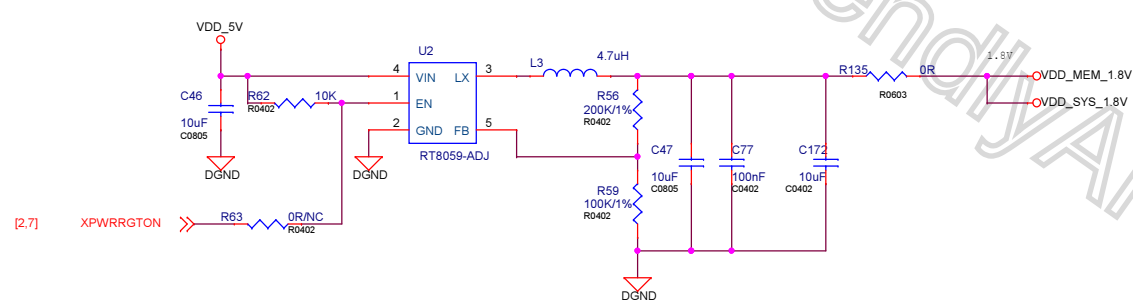 VDD_5V
U2
4 VIN LX 3
1 EN
2 GND FB 5
RT8059-ADJ
C46
10uF
C0805
R62 10K
R0402
DGND
DGND
[2,7] XPWRRGTON
R63 0R/NC
R0402
L3 4.7uH
R56
200K/1%
R0402
R59
100K/1%
R0402
C47
10uF
C0805
C77
100nF
C0402
C172
10uF
C0402
DGND
R135 0R
R0603
1.8V
VDD_MEM_1.8V
VDD_SYS_1.8V